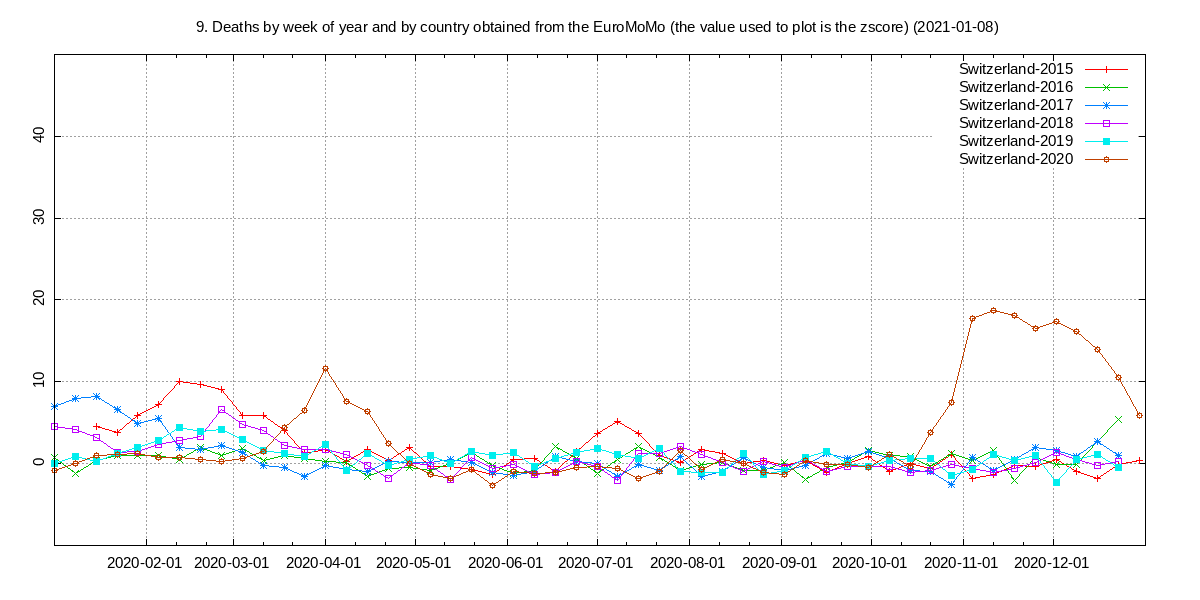 9. Deaths by week of year and by country obtained from the EuroMoMo (the value used to plot is the zscore) (2021-01-08)
Switzerland-2015
Switzerland-2016
Switzerland-2017
Switzerland-2018
Switzerland-2019
Switzerland-2020
40
30
20
10
0
2020-02-01 2020-03-01 2020-04-01 2020-05-01 2020-06-01 2020-07-01 2020-08-01 2020-09-01 2020-10-01 2020-11-01 2020-12-01